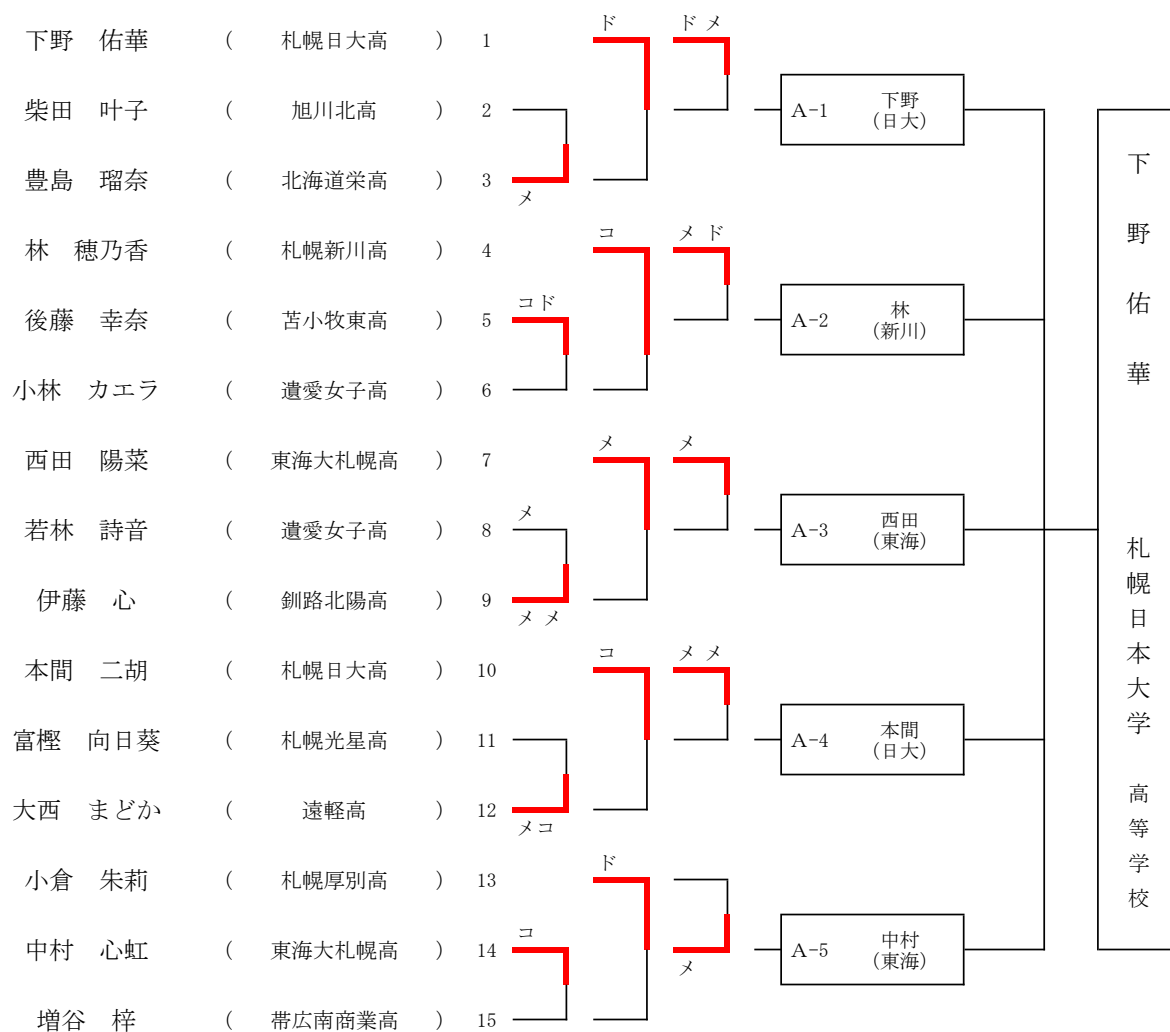 下野　佑華 ( 札幌日大高 ) 1
柴田　叶子 ( 旭川北高 ) 2
豊島　瑠奈 ( 北海道栄高 ) 3
林　穂乃香 ( 札幌新川高 ) 4
後藤　幸奈 ( 苫小牧東高 ) 5
小林　カエラ ( 遺愛女子高 ) 6
西田　陽菜 ( 東海大札幌高 ) 7
若林　詩音 ( 遺愛女子高 ) 8
伊藤　心 ( 釧路北陽高 ) 9
本間　二胡 ( 札幌日大高 ) 10
富樫　向日葵 ( 札幌光星高 ) 11
大西　まどか ( 遠軽高 ) 12
小倉　朱莉 ( 札幌厚別高 ) 13
中村　心虹 ( 東海大札幌高 ) 14
増谷　梓 ( 帯広南商業高 ) 15
メ
コド
メ
メ メ
メコ
コ
ド
コ
メ
コ
ド
ド メ
メ ド
メ
メ メ
メ
A-1 下野
(日大)
A-2 林
(新川)
A-3 西田
(東海)
A-4 本間
(日大)
A-5 中村
(東海)
下野佑華
札幌日本大学 高等学校